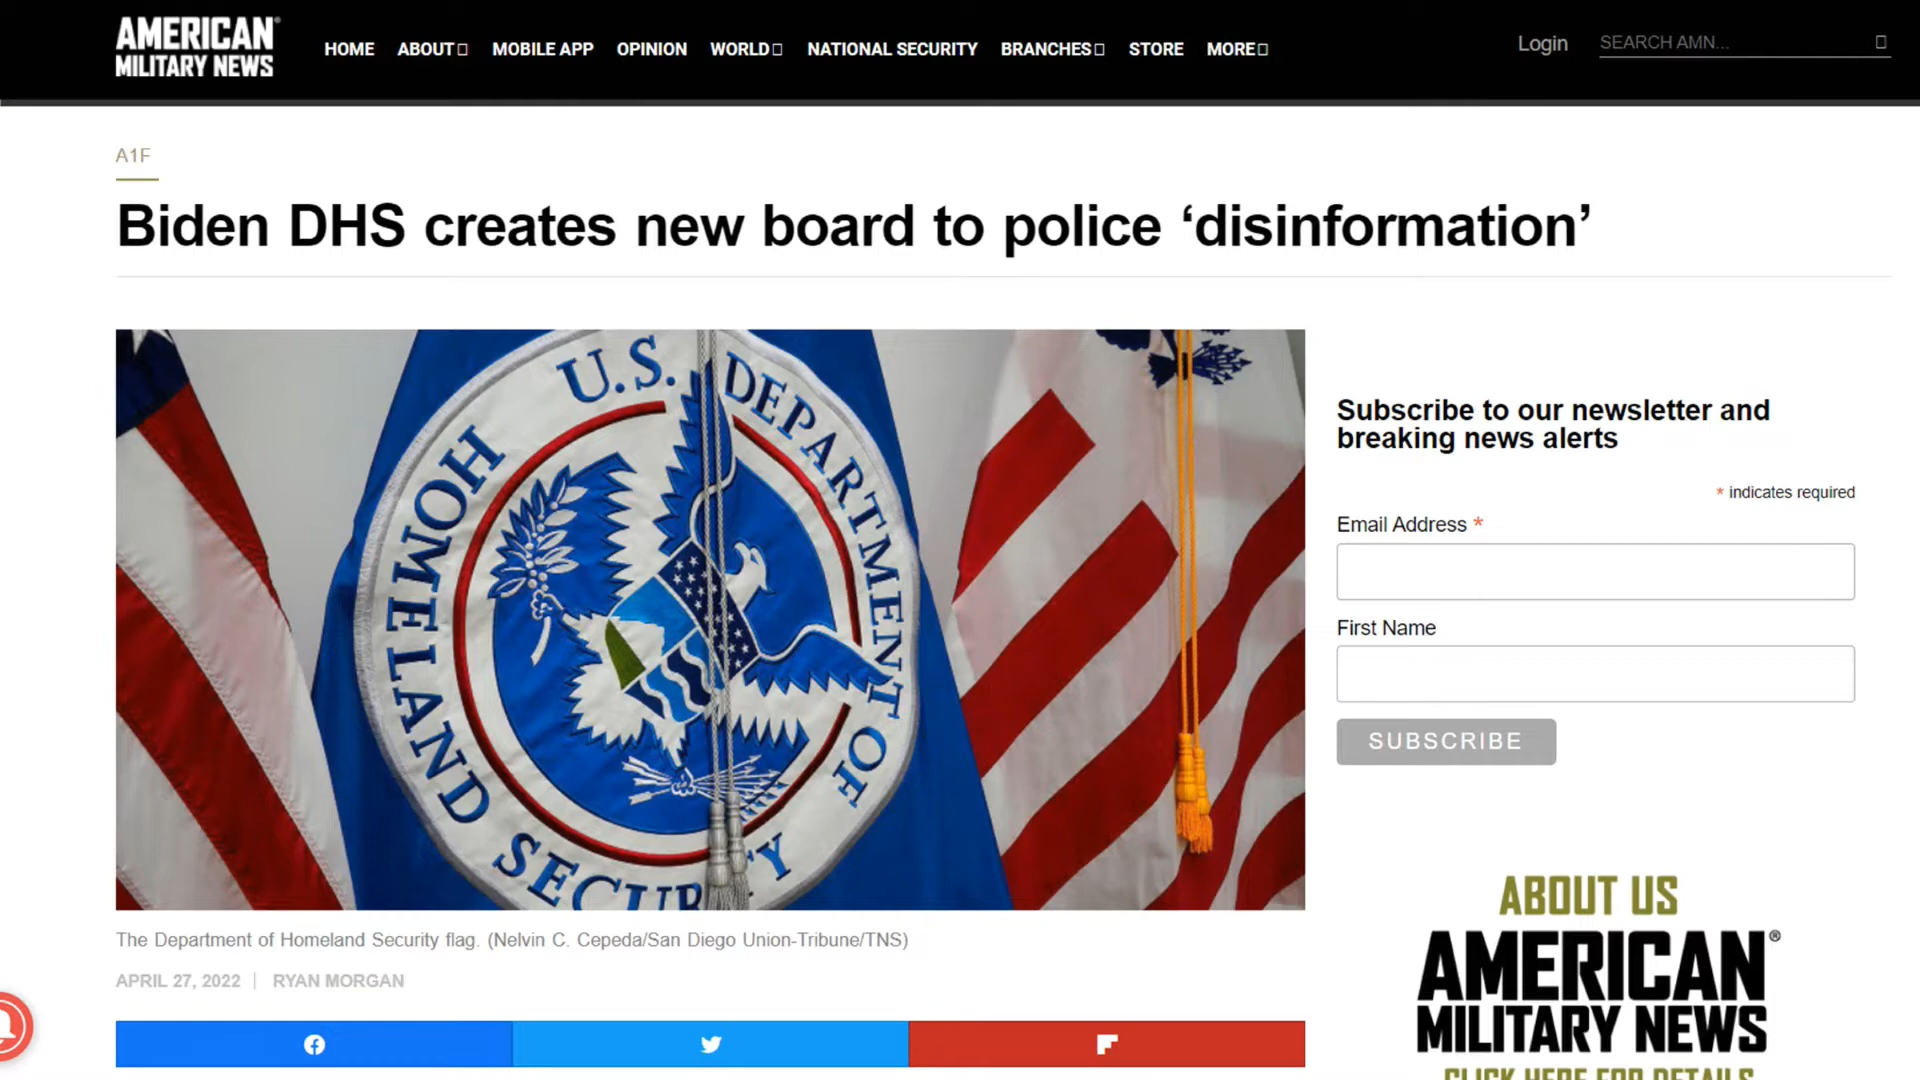 AMERICAN
MILITARY NEWS
HOME ABOUT MOBILE APP OPINION WORLD NATIONAL SECURITY BRANCHES STORE MORE
Login
SEARCH AMN...
A1F
Biden DHS creates new board to police ‘disinformation’
U.S. DEPARTMENT OF
HOMELAND SECURITY
Subscribe to our newsletter and
breaking news alerts
* indicates required
Email Address *
First Name
SUBSCRIBE
The Department of Homeland Security flag. (Nelvin C. Cepeda/San Diego Union-Tribune/TNS)
APRIL 27, 2022 | RYAN MORGAN
ABOUT US
AMERICAN®
MILITARY NEWS
CLICK HERE FOR DETAILS